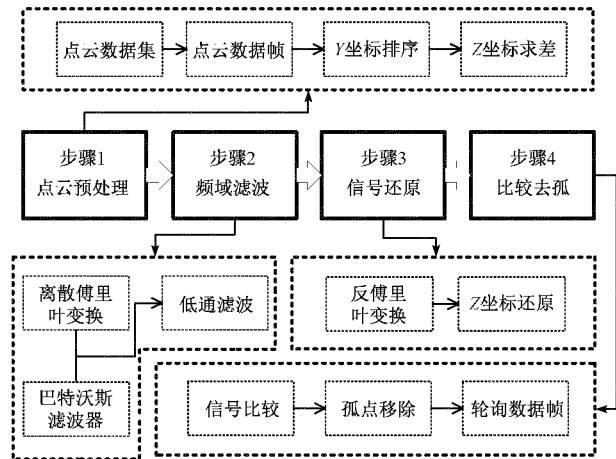 点云数据集
点云数据帧
Y坐标排序
Z坐标求差
步骤1
点云预处理
步骤2
频域滤波
步骤3
信号还原
步骤4
比较去孤
离散傅里
叶变换
低通滤波
巴特沃斯
滤波器
反傅里
叶变换
Z坐标还原
信号比较
孤点移除
轮询数据帧